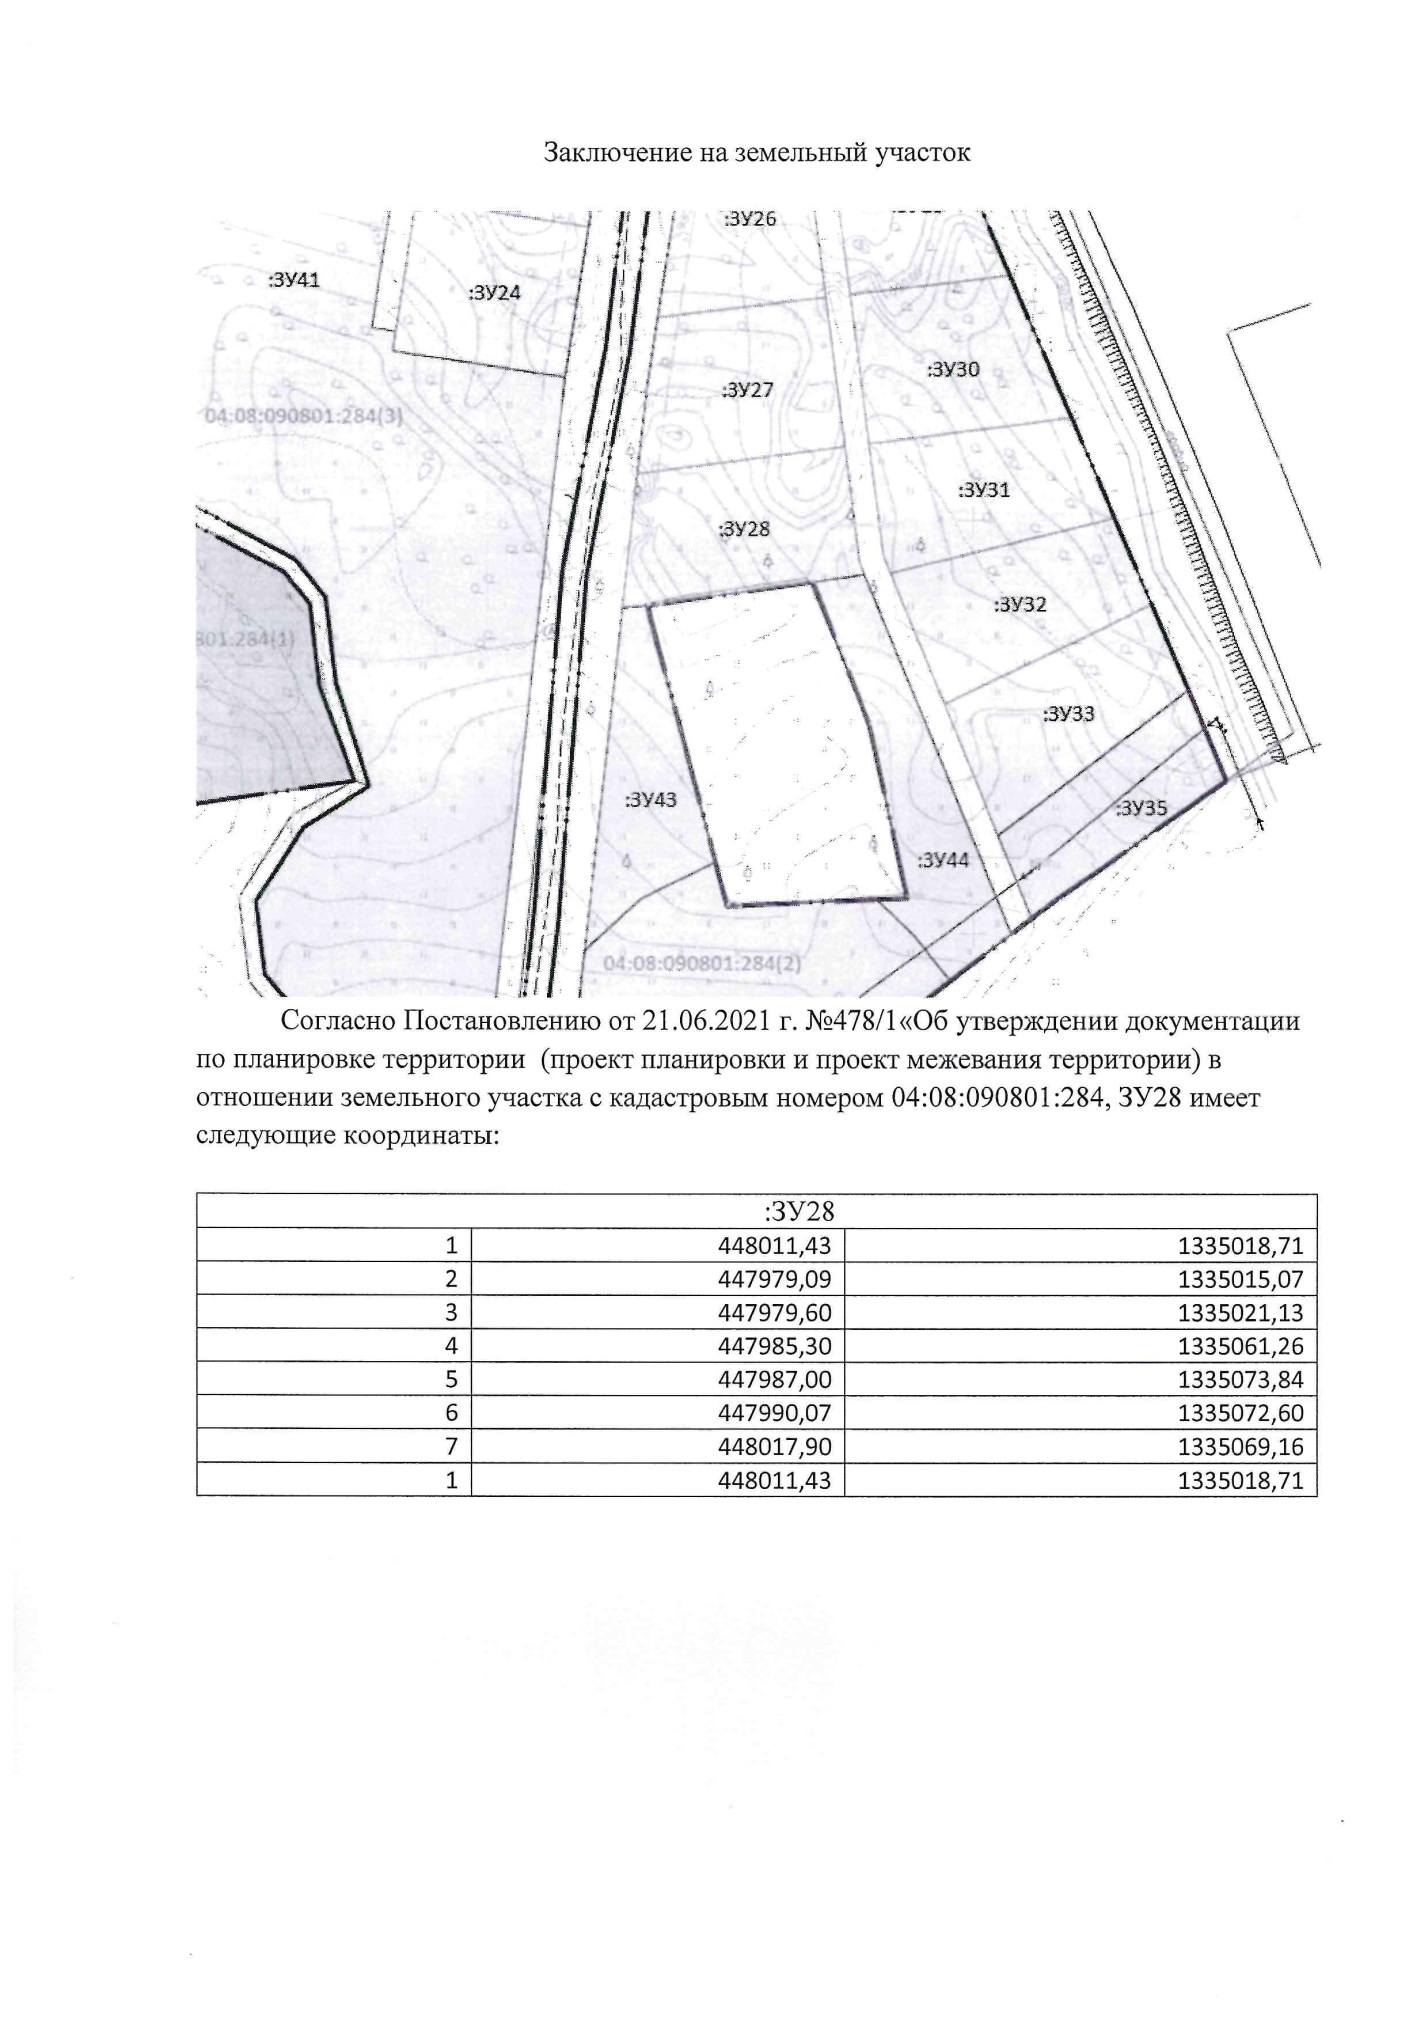 Заключение на земельный участок
:ЗУ26
:ЗУ41
:ЗУ24
:ЗУ30
:ЗУ27
04:08:090801:284(3)
:ЗУ31
:ЗУ28
:ЗУ32
801:284(1)
:ЗУ33
:ЗУ43
:ЗУ35
:ЗУ44
04:08:090801:284(2)
Согласно Постановлению от 21.06.2021 г. №478/1«Об утверждении документации
по планировке территории (проект планировки и проект межевания территории) в
отношении земельного участка с кадастровым номером 04:08:090801:284, ЗУ28 имеет
следующие координаты:
:ЗУ28
1 448011,43 1335018,71
2 447979,09 1335015,07
3 447979,60 1335021,13
4 447985,30 1335061,26
5 447987,00 1335073,84
6 447990,07 1335072,60
7 448017,90 1335069,16
1 448011,43 1335018,71